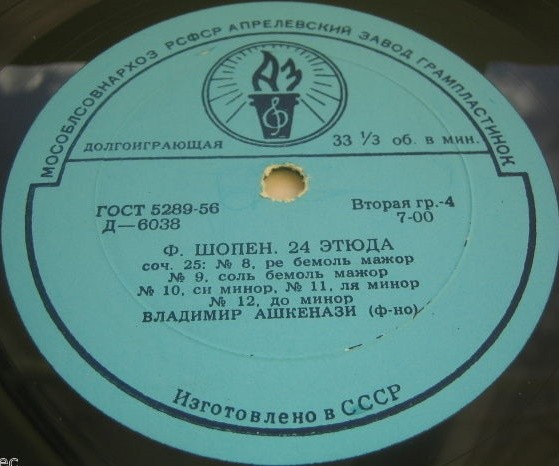 МОСОБЛСОВНАРХОЗ РСФСР АПРЕЛЕВСКИЙ ЗАВОД ГРАМПЛАСТИНОК
АЗ
ДОЛГОИГРАЮЩАЯ
33 1/3 об. в мин.
ГОСТ 5289-56
Д—6038
Вторая гр.-4
7-00
Ф. ШОПЕН. 24 ЭТЮДА
соч. 25: № 8, ре бемоль мажор
№ 9, соль бемоль мажор
№ 10, си минор, № 11, ля минор
№ 12, до минор
ВЛАДИМИР АШКЕНАЗИ (ф-но)
Изготовлено в СССР
ec